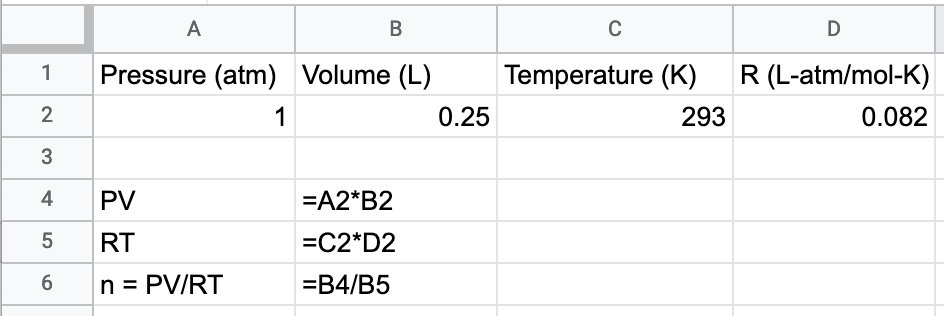 A B C D
1 Pressure (atm) Volume (L) Temperature (K) R (L-atm/mol-K)
2 1 0.25 293 0.082
3
4 PV =A2*B2
5 RT =C2*D2
6 n = PV/RT =B4/B5